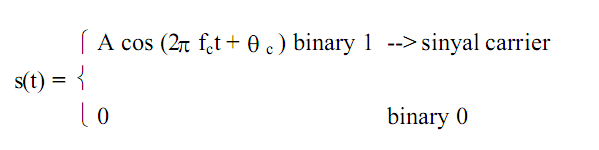 A cos (2π fct + θ c ) binary 1 --> sinyal carrier
s(t) = {
0 binary 0